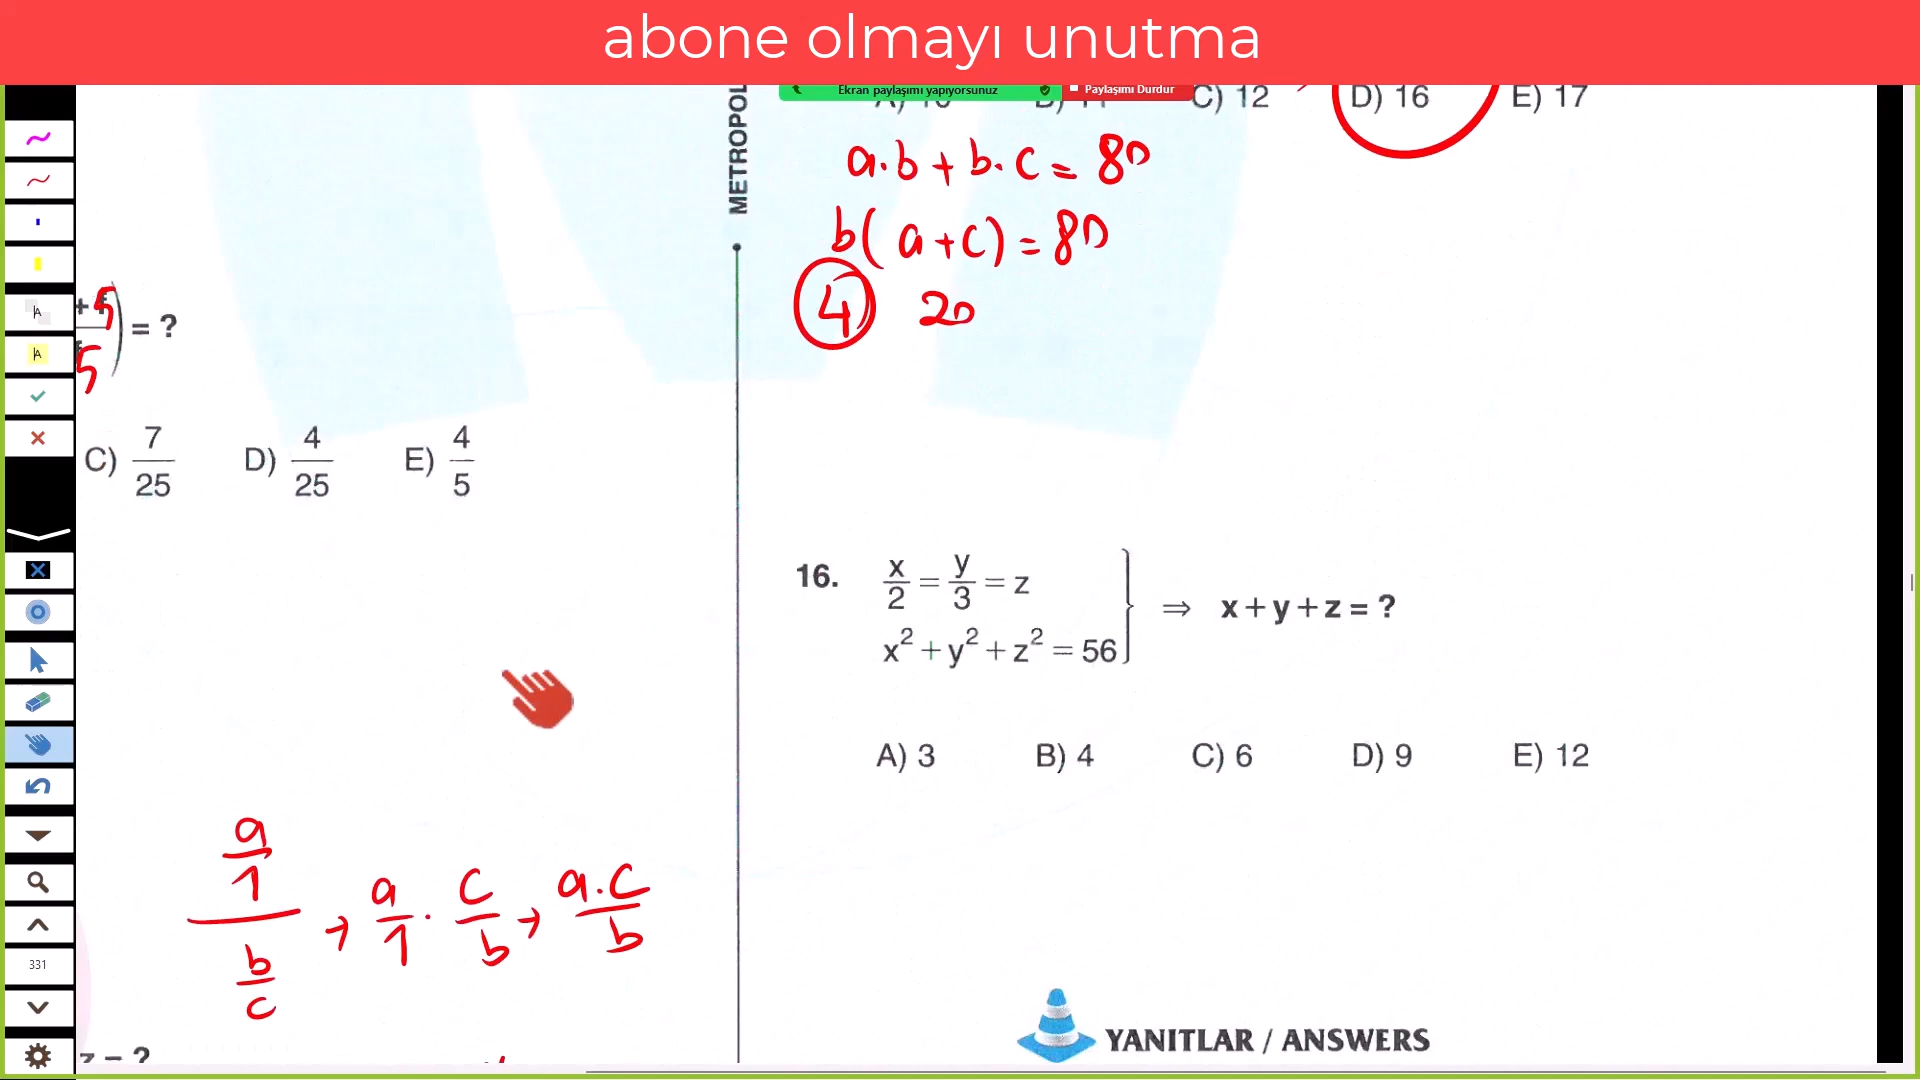 abone olmayı unutma
Ekran paylaşımı yapıyorsunuz
Paylaşımı Durdur
C) 12 D) 16 E) 17
METROPOL
a.b + b.c = 80
b(a+c) = 80
4 20
= ?
5
5
C) 7/25 D) 4/25 E) 4/5
16. x/2 = y/3 = z
x² + y² + z² = 56
⇒ x + y + z = ?
A) 3 B) 4 C) 6 D) 9 E) 12
a/1 / b/c → a/1 . c/b → a.c/b
331
YANITLAR / ANSWERS
z = ?